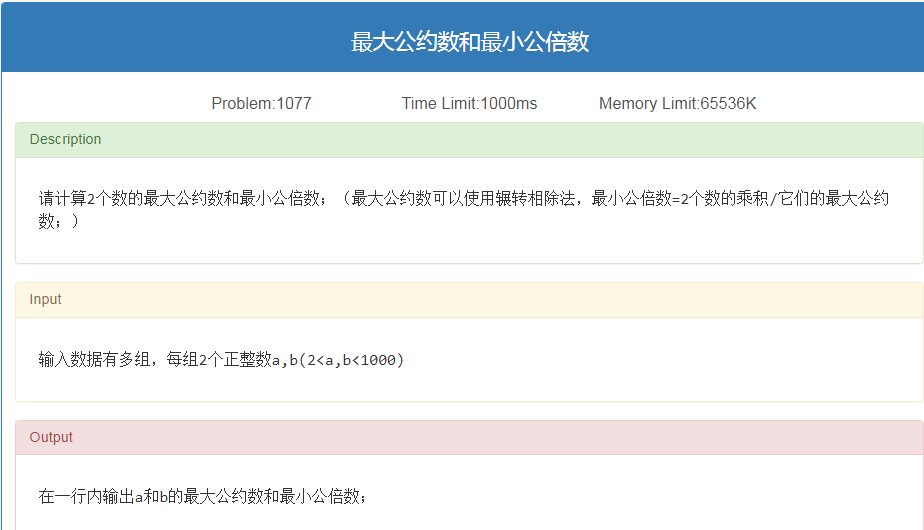 最大公约数和最小公倍数
Problem:1077 Time Limit:1000ms Memory Limit:65536K
Description
请计算2个数的最大公约数和最小公倍数；（最大公约数可以使用辗转相除法，最小公倍数=2个数的乘积/它们的最大公约
数；）
Input
输入数据有多组，每组2个正整数a,b(2<a,b<1000)
Output
在一行内输出a和b的最大公约数和最小公倍数；